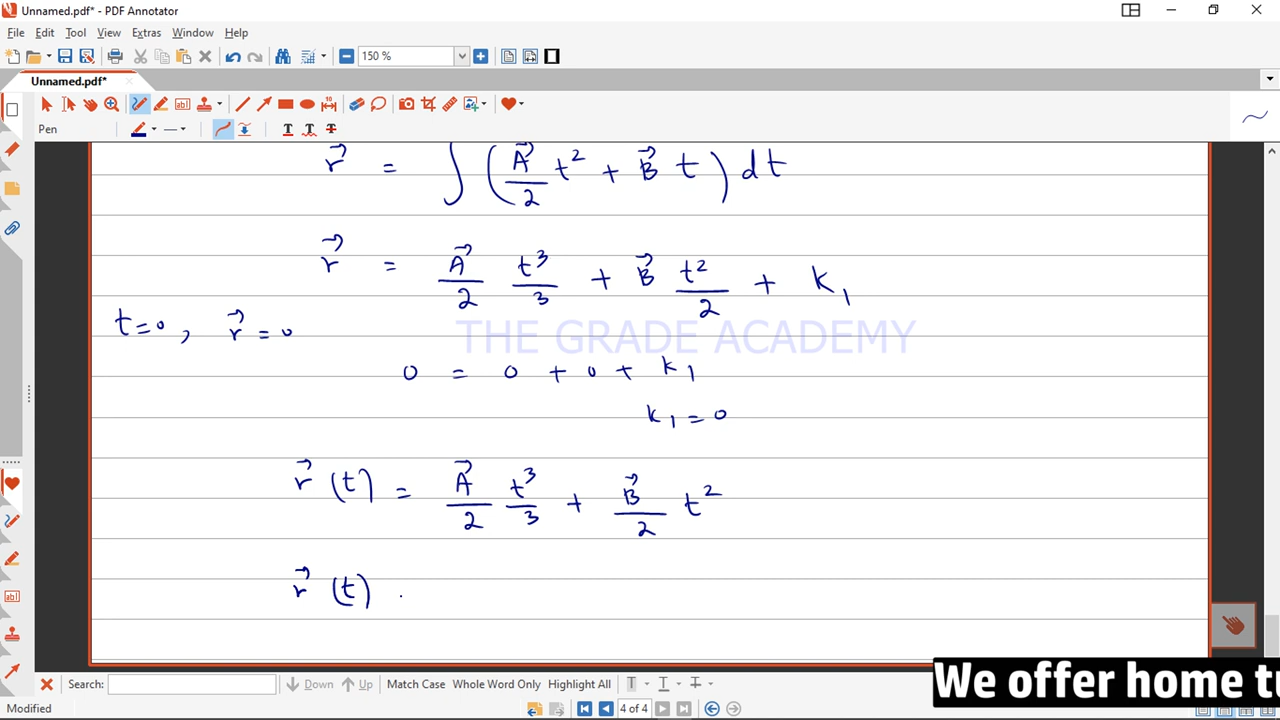 Unnamed.pdf* - PDF Annotator
File Edit Tool View Extras Window Help
150 %
Unnamed.pdf*
Pen
r⃗ = ∫ (A⃗/2 t² + B⃗ t) dt
r⃗ = A⃗/2 t³/3 + B⃗ t²/2 + k₁
t=0, r⃗ = 0
THE GRADE ACADEMY
0 = 0 + 0 + k₁
k₁ = 0
r⃗ (t) = A⃗/2 t³/3 + B⃗/2 t²
r⃗ (t)
We offer home tu
Search: Down Up Match Case Whole Word Only Highlight All
Modified 4 of 4